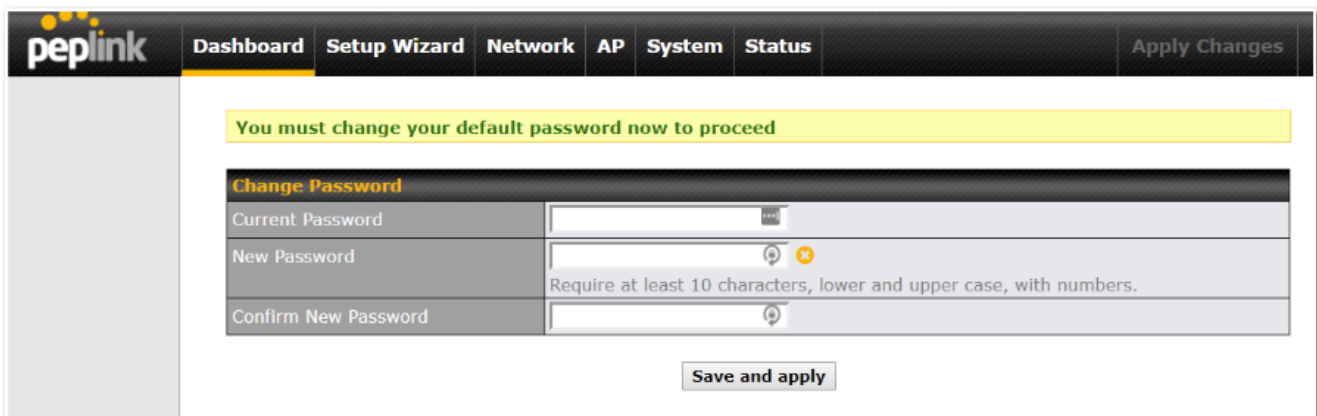 peplink Dashboard Setup Wizard Network AP System Status Apply Changes
You must change your default password now to proceed
Change Password
Current Password
New Password
Require at least 10 characters, lower and upper case, with numbers.
Confirm New Password
Save and apply